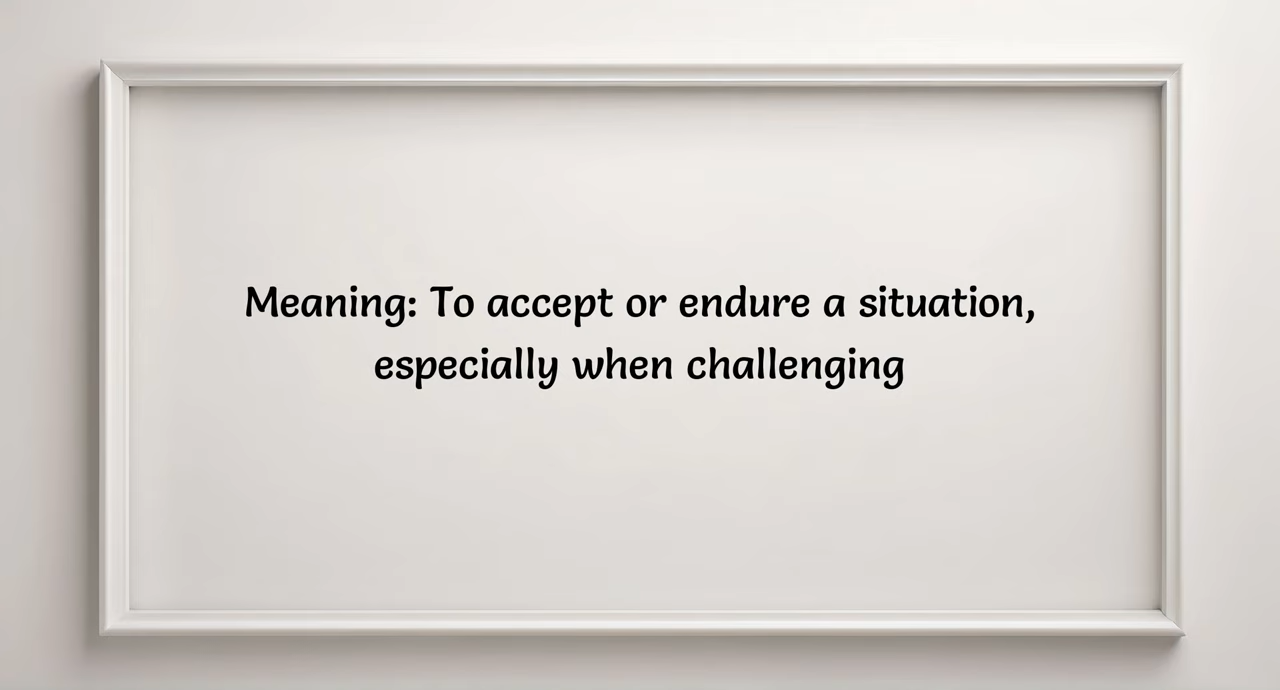 Meaning: To accept or endure a situation,
especially when challenging